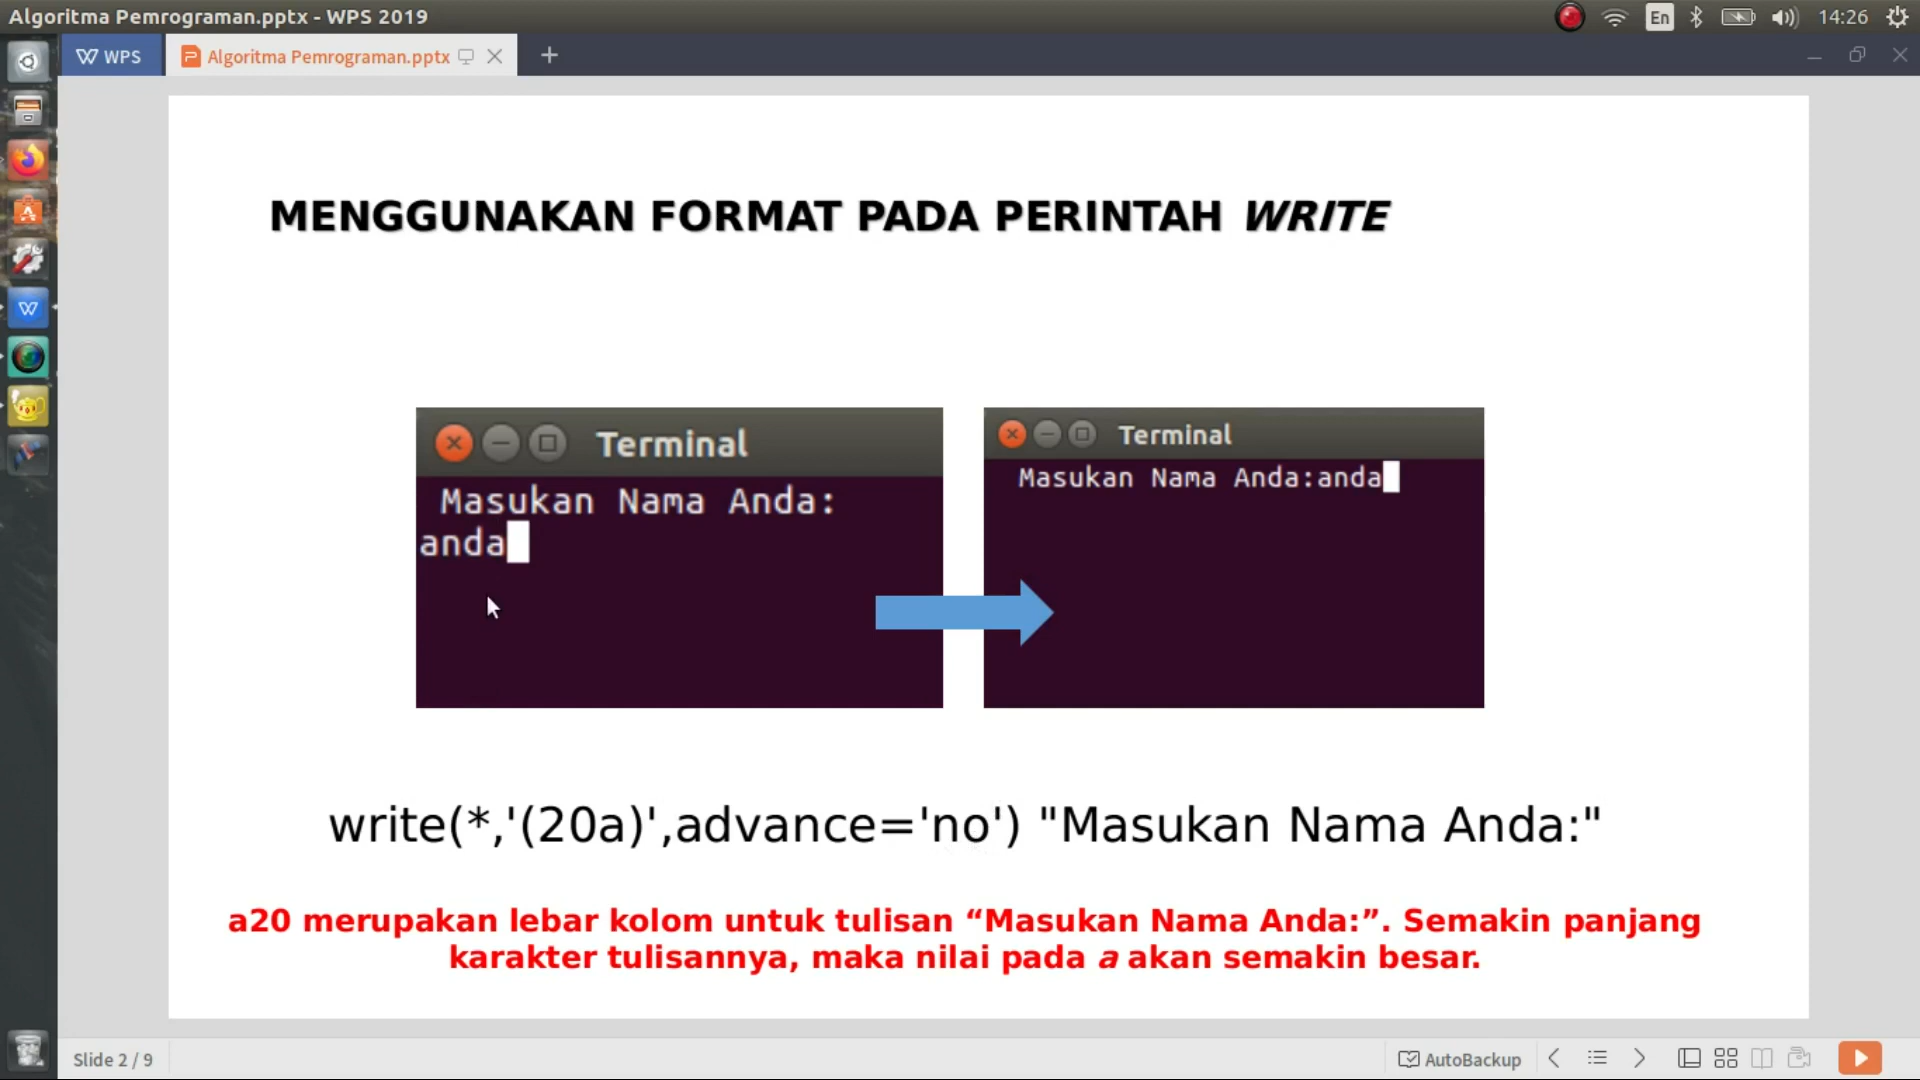 Algoritma Pemrograman.pptx - WPS 2019
En
14:26
WPS
Algoritma Pemrograman.pptx
MENGGUNAKAN FORMAT PADA PERINTAH WRITE
Terminal
Masukan Nama Anda:
anda
Terminal
Masukan Nama Anda:anda
write(*,'(20a)',advance='no') "Masukan Nama Anda:"
a20 merupakan lebar kolom untuk tulisan “Masukan Nama Anda:”. Semakin panjang
karakter tulisannya, maka nilai pada a akan semakin besar.
Slide 2 / 9
AutoBackup